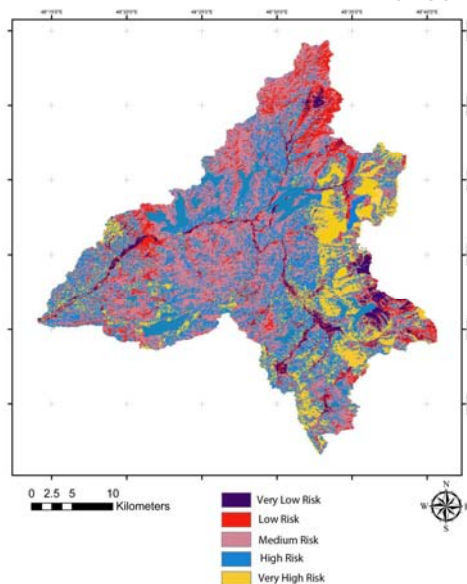 0 2.5 5 10
Kilometers
N
W
S
Very Low Risk
Low Risk
Medium Risk
High Risk
Very High Risk